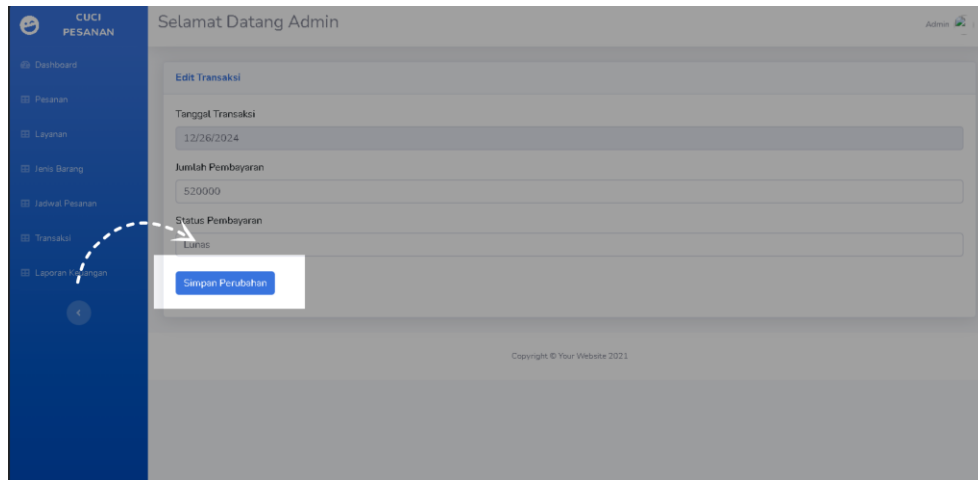 CUCI
PESANAN
Selamat Datang Admin
Admin
Dashboard
Pesanan
Layanan
Jenis Barang
Jadwal Pesanan
Transaksi
Laporan Keuangan
Edit Transaksi
Tanggal Transaksi
12/26/2024
Jumlah Pembayaran
520000
Status Pembayaran
Lunas
Simpan Perubahan
Copyright © Your Website 2021